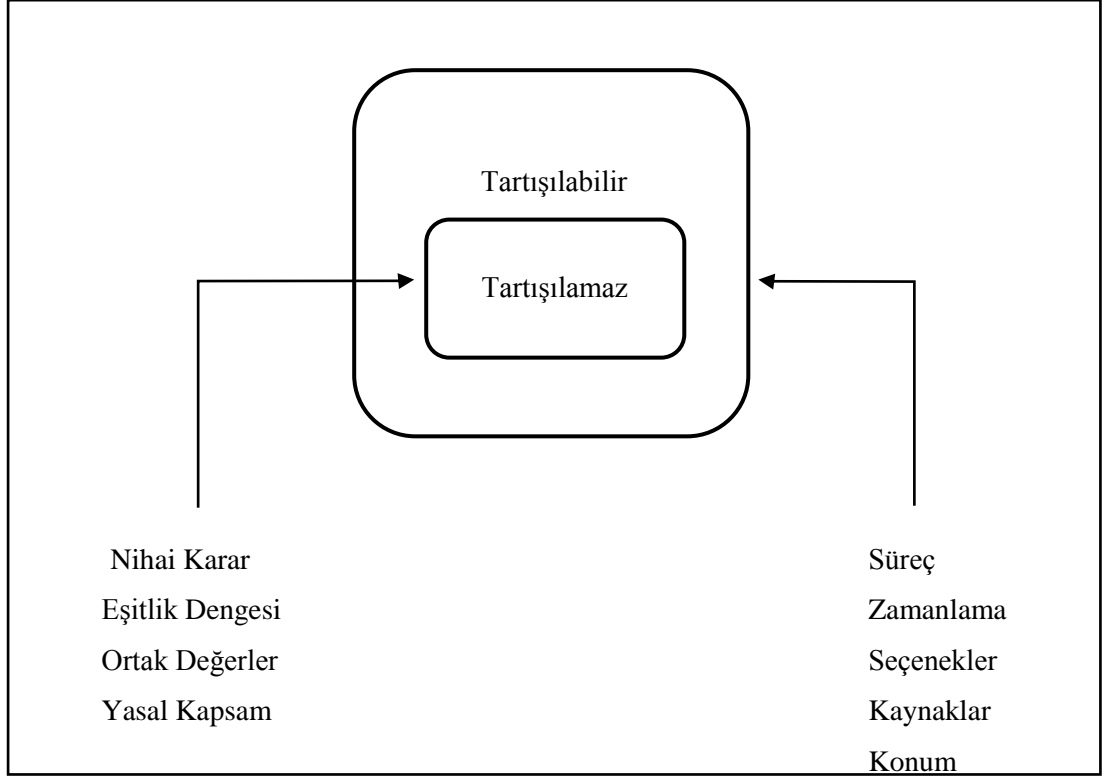 Tartışılabilir
Tartışılamaz
Nihai Karar
Eşitlik Dengesi
Ortak Değerler
Yasal Kapsam
Süreç
Zamanlama
Seçenekler
Kaynaklar
Konum